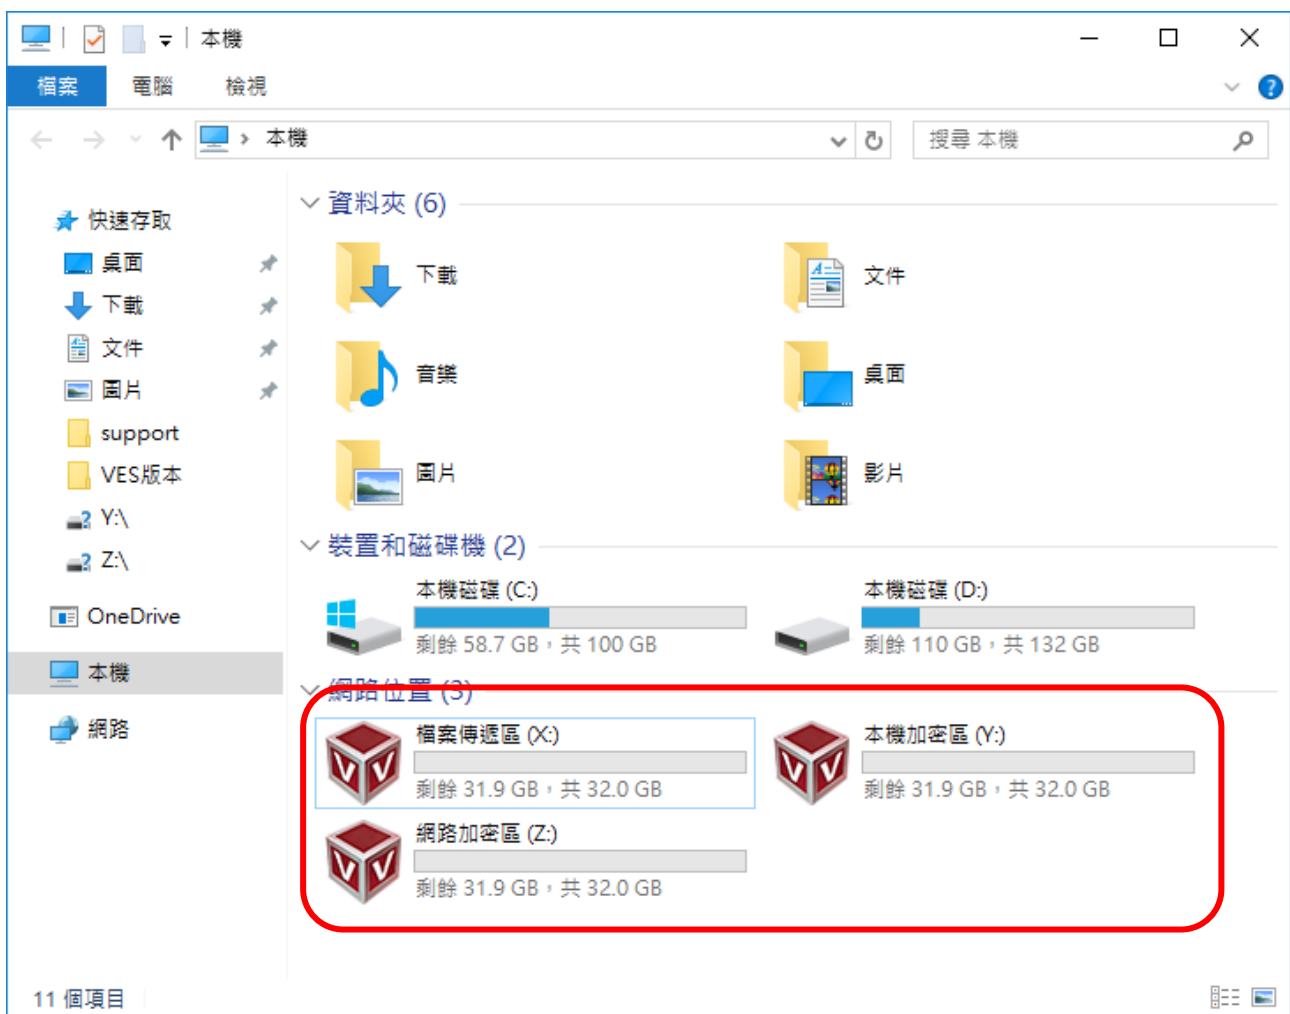 本機
檔案 電腦 檢視
本機 搜尋 本機
快速存取
桌面
下載
文件
圖片
support
VES版本
Y:\
Z:\
OneDrive
本機
網路
資料夾 (6)
下載 文件
音樂 桌面
圖片 影片
裝置和磁碟機 (2)
本機磁碟 (C:) 本機磁碟 (D:)
剩餘 58.7 GB，共 100 GB 剩餘 110 GB，共 132 GB
網路位置 (3)
檔案傳遞區 (X:) 本機加密區 (Y:)
剩餘 31.9 GB，共 32.0 GB 剩餘 31.9 GB，共 32.0 GB
網路加密區 (Z:)
剩餘 31.9 GB，共 32.0 GB
11 個項目